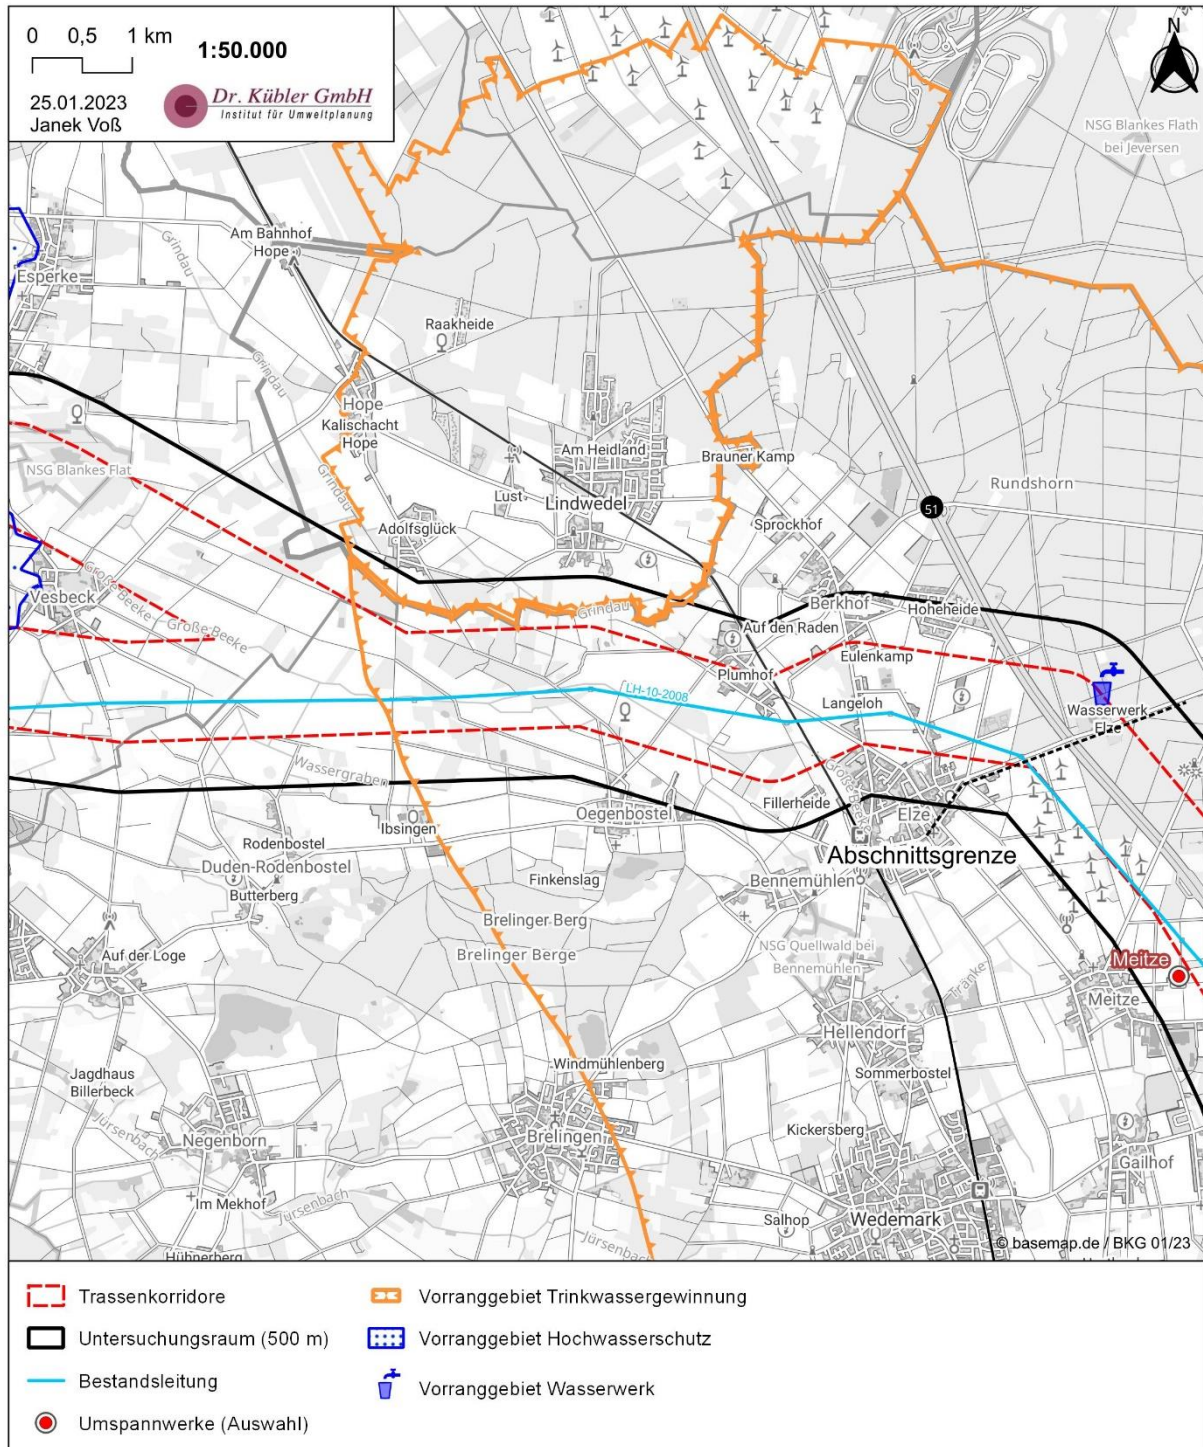 0 0,5 1 km
1:50.000
25.01.2023
Janek Voß
Dr. Kübler GmbH
Institut für Umweltplanung
N
NSG Blankes Flath
bei Jeversen
Am Bahnhof
Hope
Grindau
Esperke
Raakheide
Grindau
Hope
Kalischacht
Hope
Am Heidland
Brauner Kamp
NSG Blankes Flat
Grindau
Lust
Lindwedel
Rundshorn
51
Adolfsglück
Sprockhof
Vesbeck
Große Beeke
Große Beeke
Grindau
Berkhof
Hoheheide
Auf den Raden
Eulenkamp
Plumhof
LH-10-2008
Langeloh
Wasserwerk
Elze
Wassergraben
Große Beeke
Fillerheide
Ibsingen
Oegenbostel
Elze
Rodenbostel
Duden-Rodenbostel
Abschnittsgrenze
Finkenslag
Bennemühlen
Butterberg
Brelinger Berg
Brelinger Berge
NSG Quellwald bei
Bennemühlen
Auf der Loge
Tränke
Meitze
Meitze
Hellendorf
Windmühlenberg
Jagdhaus
Billerbeck
Sommerbostel
Jürsenbach
Negenborn
Brelingen
Kickersberg
Gailhof
Im Mekhof
Jürsenbach
Salhop
Wedemark
Jürsenbach
Hühnerberg
© basemap.de / BKG 01/23
Trassenkorridore
Untersuchungsraum (500 m)
Bestandsleitung
Umspannwerke (Auswahl)
Vorranggebiet Trinkwassergewinnung
Vorranggebiet Hochwasserschutz
Vorranggebiet Wasserwerk